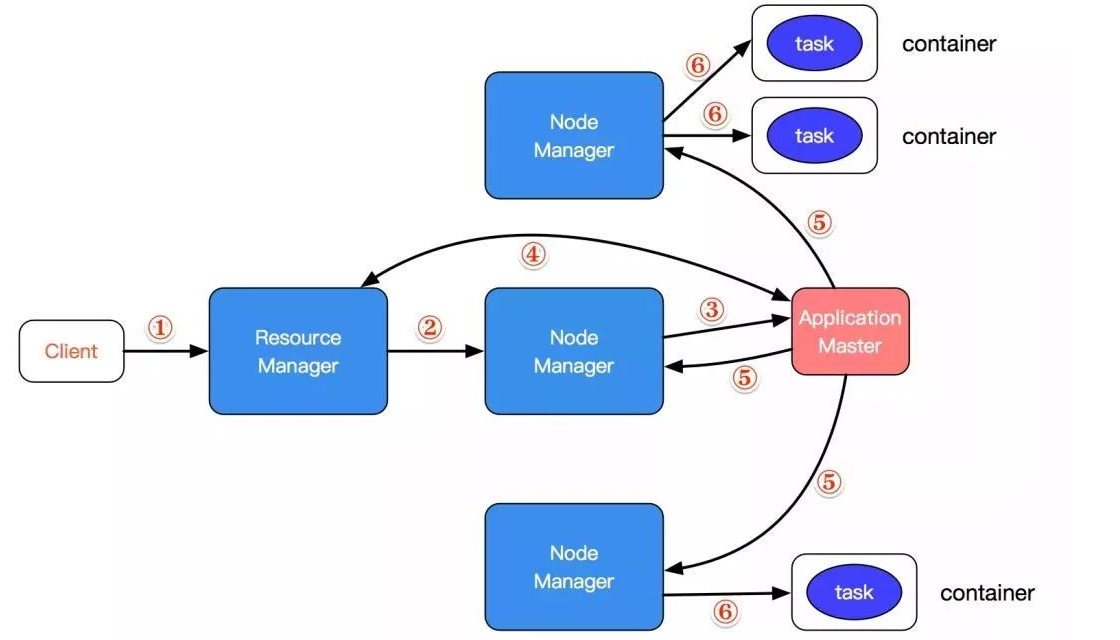 task
container
⑥
⑥
Node
Manager
task
container
⑤
④
Client
①
Resource
Manager
②
Node
Manager
③
⑤
Application
Master
⑤
Node
Manager
⑥
task
container